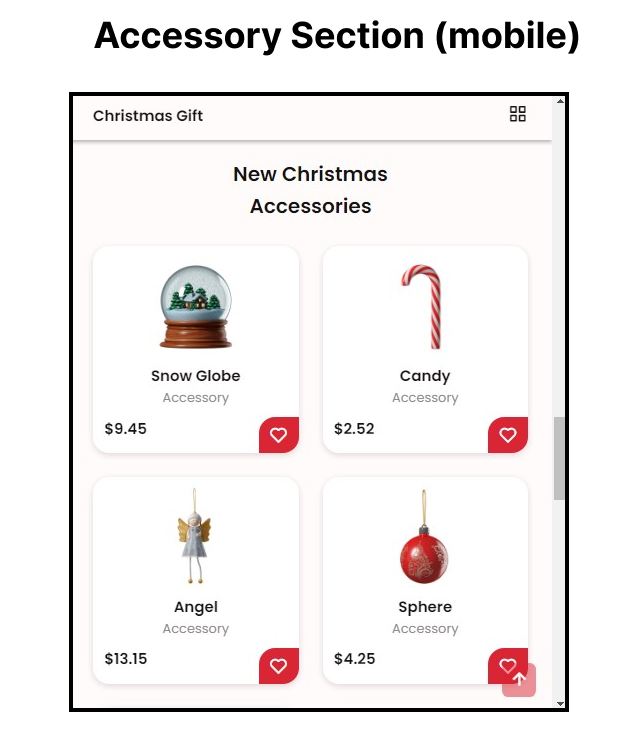 Accessory Section (mobile)
Christmas Gift
New Christmas
Accessories
Snow Globe
Accessory
$9.45
Candy
Accessory
$2.52
Angel
Accessory
$13.15
Sphere
Accessory
$4.25